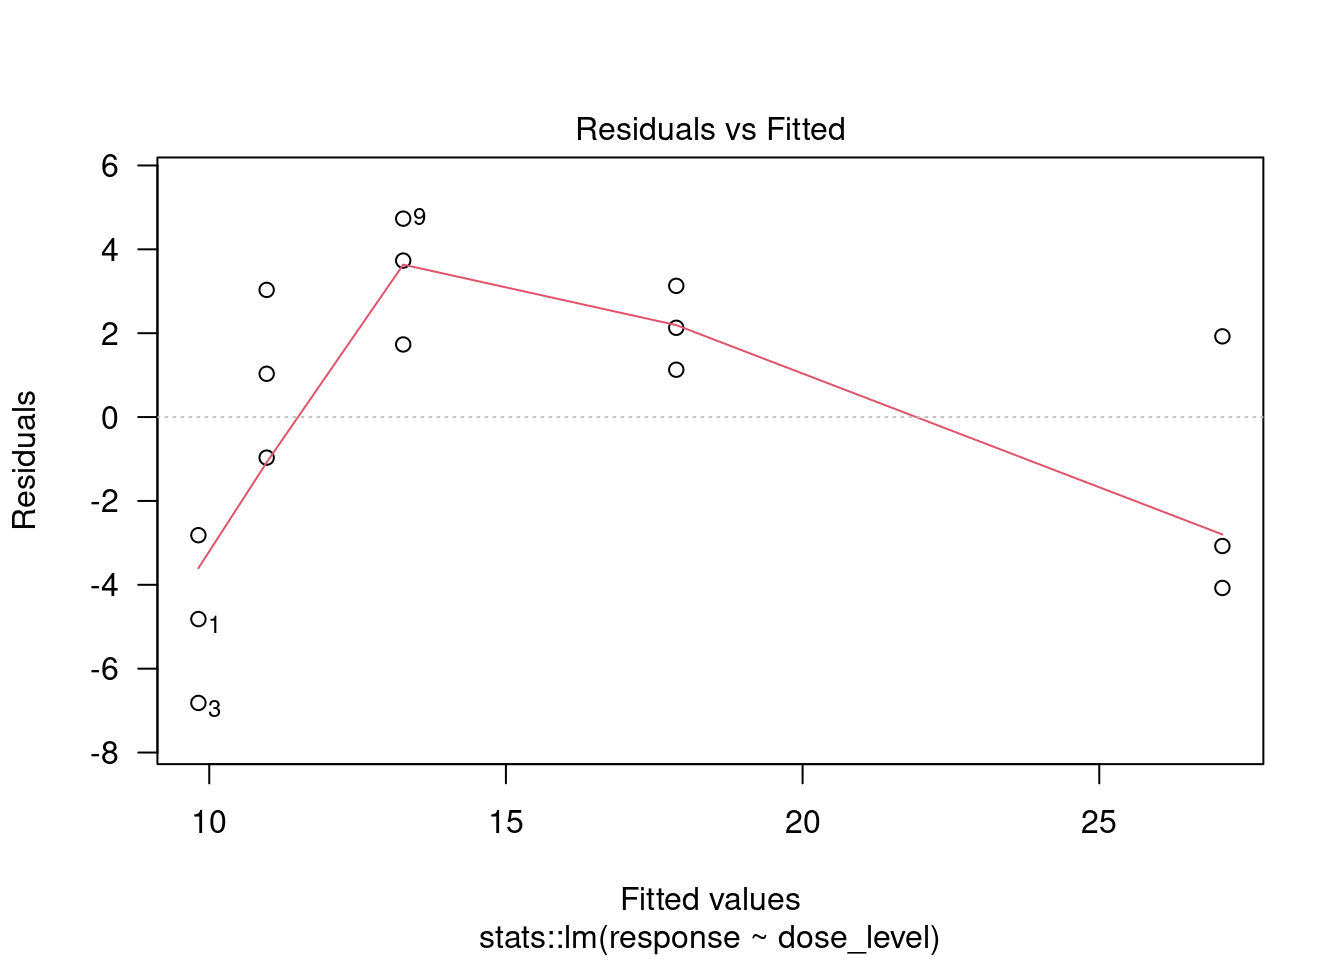 Residuals vs Fitted
6
4
2
0
-2
-4
-6
-8
Residuals
9
1
3
10 15 20 25
Fitted values
stats::lm(response ~ dose_level)